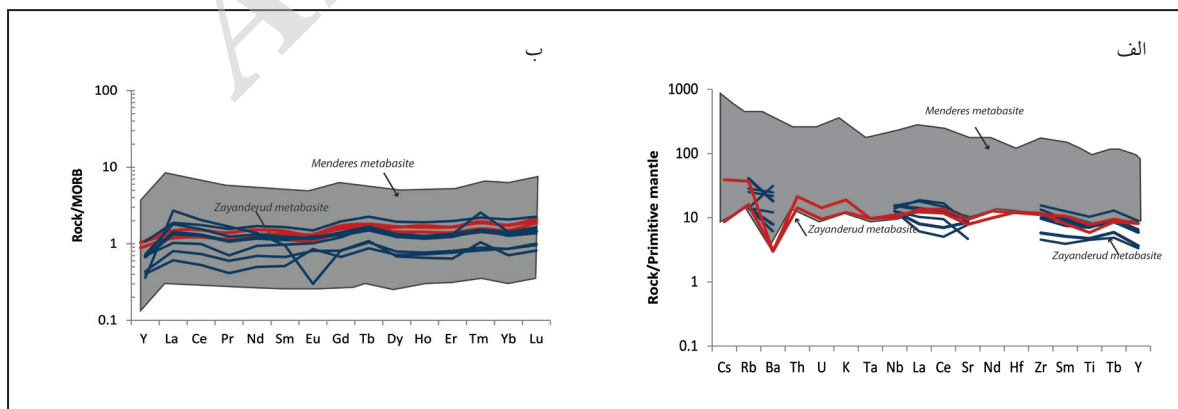 الف
1000
100
10
1
0.1
Rock/Primitive mantle
Menderes metabasite
Zayanderud metabasite
Zayanderud metabasite
Cs Rb Ba Th U K Ta Nb La Ce Sr Nd Hf Zr Sm Ti Tb Y
ب
100
10
1
0.1
Rock/MORB
Menderes metabasite
Zayanderud metabasite
Y La Ce Pr Nd Sm Eu Gd Tb Dy Ho Er Tm Yb Lu